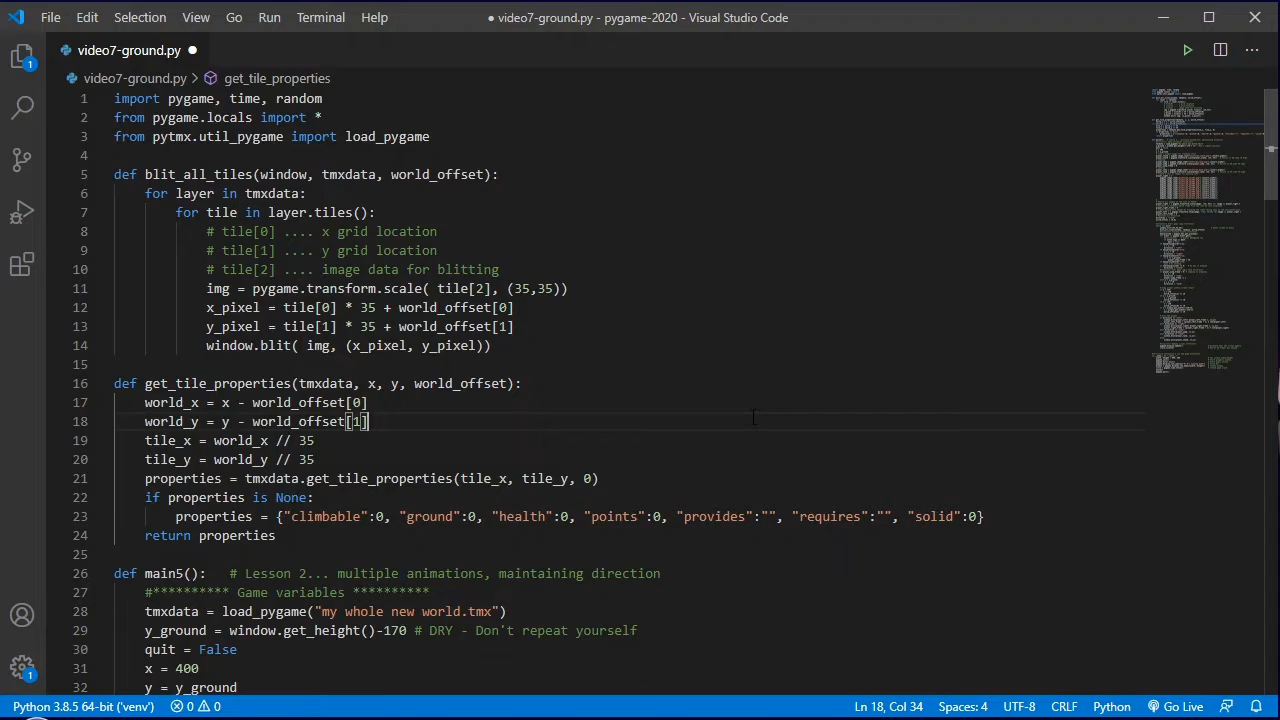 File Edit Selection View Go Run Terminal Help ● video7-ground.py - pygame-2020 - Visual Studio Code
video7-ground.py ●
video7-ground.py > get_tile_properties
1 import pygame, time, random
2 from pygame.locals import *
3 from pytmx.util_pygame import load_pygame
4
5 def blit_all_tiles(window, tmxdata, world_offset):
6     for layer in tmxdata:
7         for tile in layer.tiles():
8             # tile[0] .... x grid location
9             # tile[1] .... y grid location
10             # tile[2] .... image data for blitting
11             img = pygame.transform.scale( tile[2], (35,35))
12             x_pixel = tile[0] * 35 + world_offset[0]
13             y_pixel = tile[1] * 35 + world_offset[1]
14             window.blit( img, (x_pixel, y_pixel))
15
16 def get_tile_properties(tmxdata, x, y, world_offset):
17     world_x = x - world_offset[0]
18     world_y = y - world_offset[1]
19     tile_x = world_x // 35
20     tile_y = world_y // 35
21     properties = tmxdata.get_tile_properties(tile_x, tile_y, 0)
22     if properties is None:
23         properties = {"climbable":0, "ground":0, "health":0, "points":0, "provides":"", "requires":"", "solid":0}
24     return properties
25
26 def main5():   # Lesson 2... multiple animations, maintaining direction
27     #********** Game variables **********
28     tmxdata = load_pygame("my whole new world.tmx")
29     y_ground = window.get_height()-170 # DRY - Don't repeat yourself
30     quit = False
31     x = 400
32     y = y_ground
1
1
Python 3.8.5 64-bit ('venv') 0 0 Ln 18, Col 34 Spaces: 4 UTF-8 CRLF Python Go Live